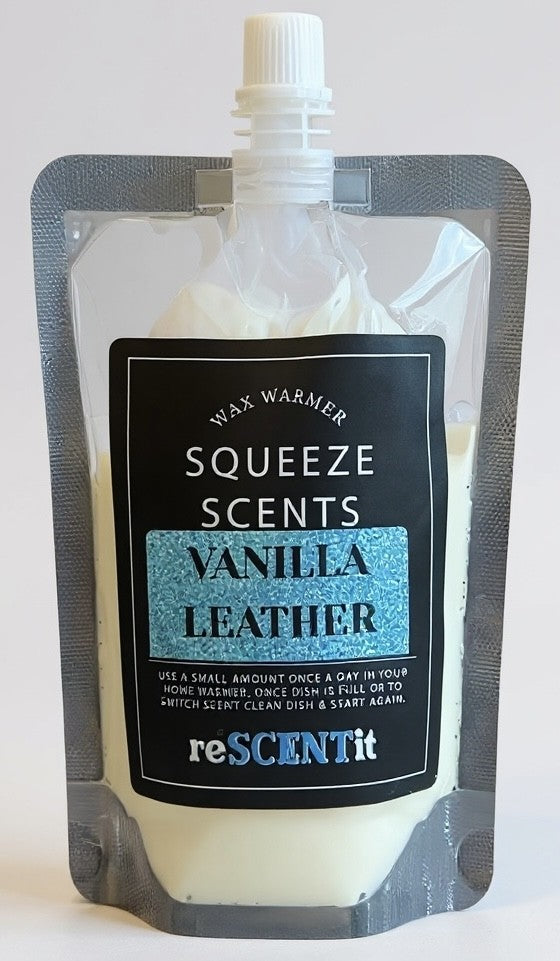 WAX WARMER
SQUEEZE
SCENTS
VANILLA
LEATHER
USE A SMALL AMOUNT ONCE A DAY IN YOUR
HOME WARMER. ONCE DISH IS FULL OR TO
SWITCH SCENT CLEAN DISH & START AGAIN.
reSCENTit